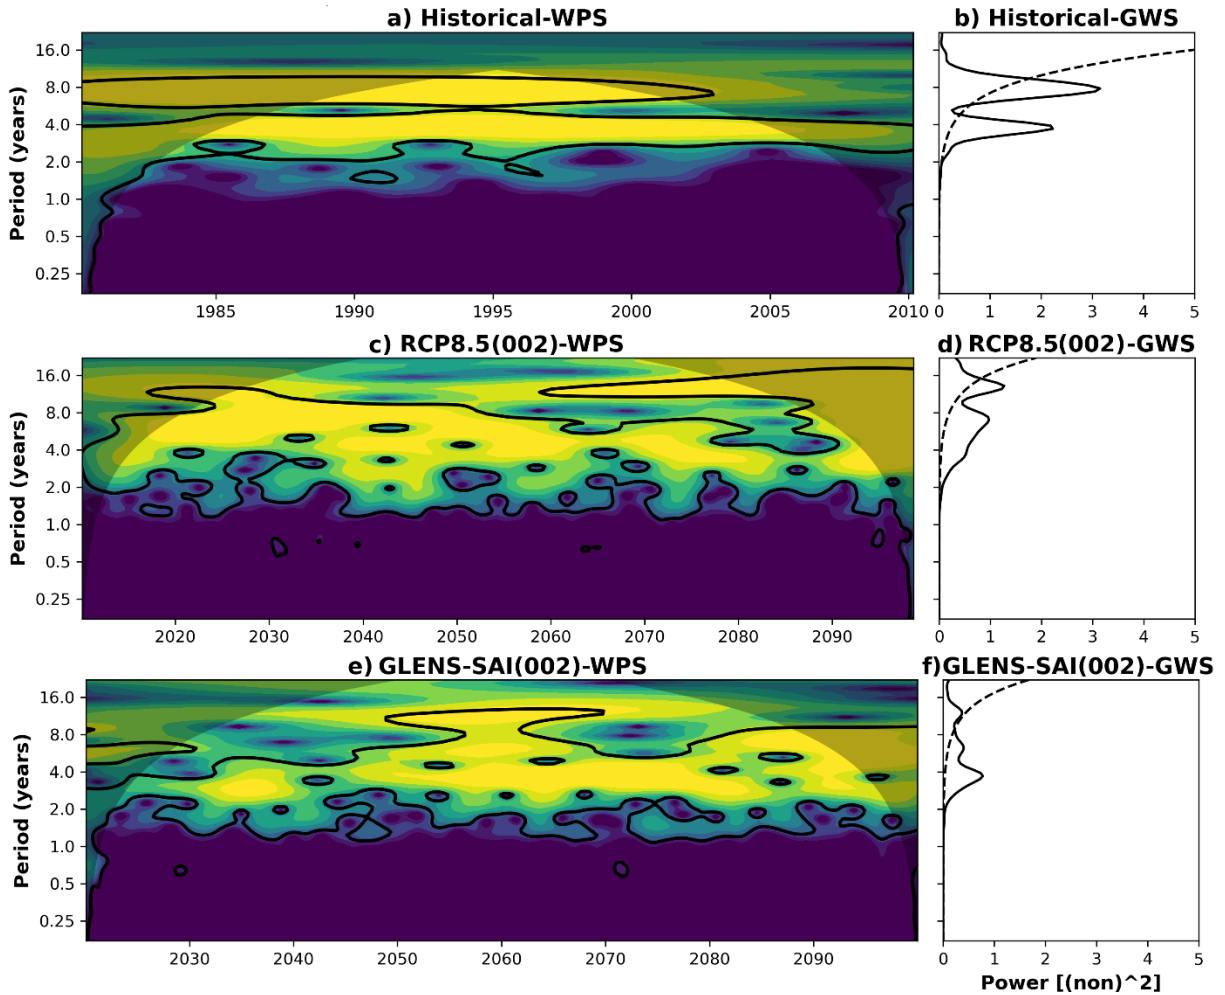 a) Historical-WPS
b) Historical-GWS
Period (years)
16.0
8.0
4.0
2.0
1.0
0.5
0.25
1985 1990 1995 2000 2005 2010
0 1 2 3 4 5
c) RCP8.5(002)-WPS
d) RCP8.5(002)-GWS
Period (years)
16.0
8.0
4.0
2.0
1.0
0.5
0.25
2020 2030 2040 2050 2060 2070 2080 2090
0 1 2 3 4 5
e) GLENS-SAI(002)-WPS
f)GLENS-SAI(002)-GWS
Period (years)
16.0
8.0
4.0
2.0
1.0
0.5
0.25
2030 2040 2050 2060 2070 2080 2090
0 1 2 3 4 5
Power [(non)^2]